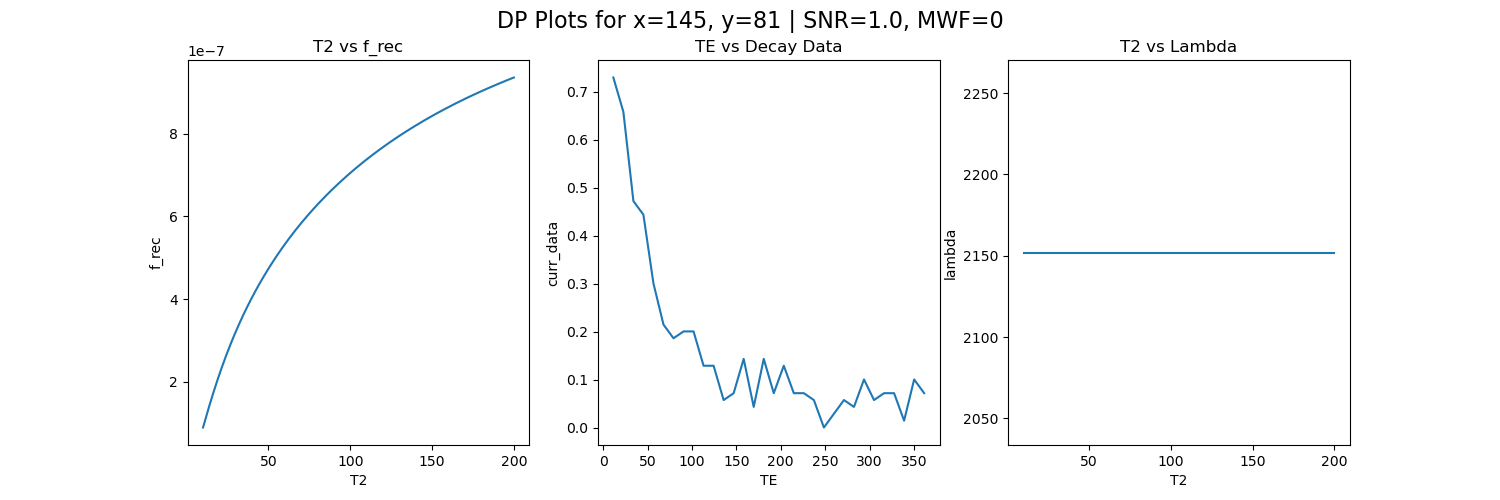 DP Plots for x=145, y=81 | SNR=1.0, MWF=0
T2 vs f_rec
1e−7
8
6
4
2
f_rec
50 100 150 200
T2
TE vs Decay Data
0.7
0.6
0.5
0.4
0.3
0.2
0.1
0.0
curr_data
0 50 100 150 200 250 300 350
TE
T2 vs Lambda
2250
2200
2150
2100
2050
lambda
50 100 150 200
T2